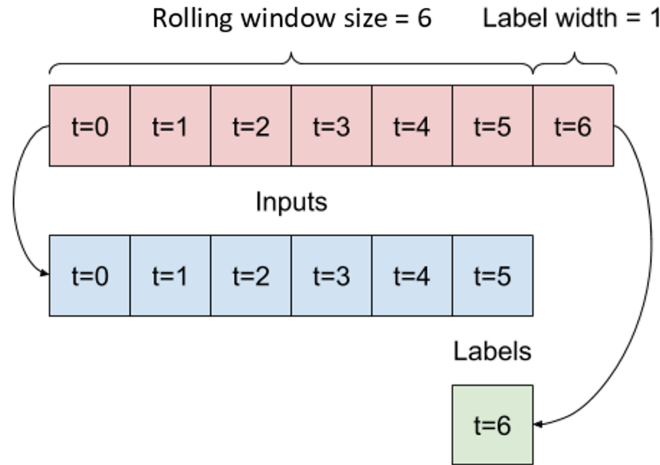 Rolling window size = 6 Label width = 1
t=0 t=1 t=2 t=3 t=4 t=5 t=6
Inputs
t=0 t=1 t=2 t=3 t=4 t=5
Labels
t=6